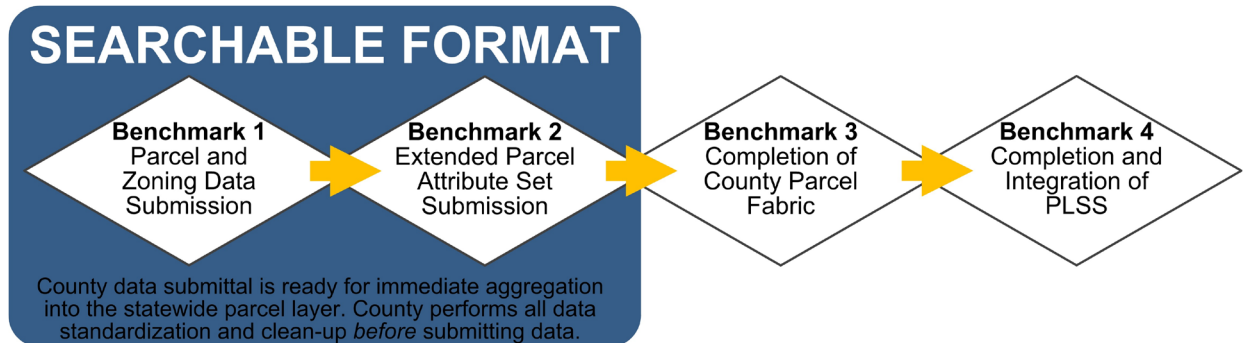 SEARCHABLE FORMAT
Benchmark 1
Parcel and
Zoning Data
Submission
Benchmark 2
Extended Parcel
Attribute Set
Submission
Benchmark 3
Completion of
County Parcel
Fabric
Benchmark 4
Completion and
Integration of
PLSS
County data submittal is ready for immediate aggregation
into the statewide parcel layer. County performs all data
standardization and clean-up before submitting data.